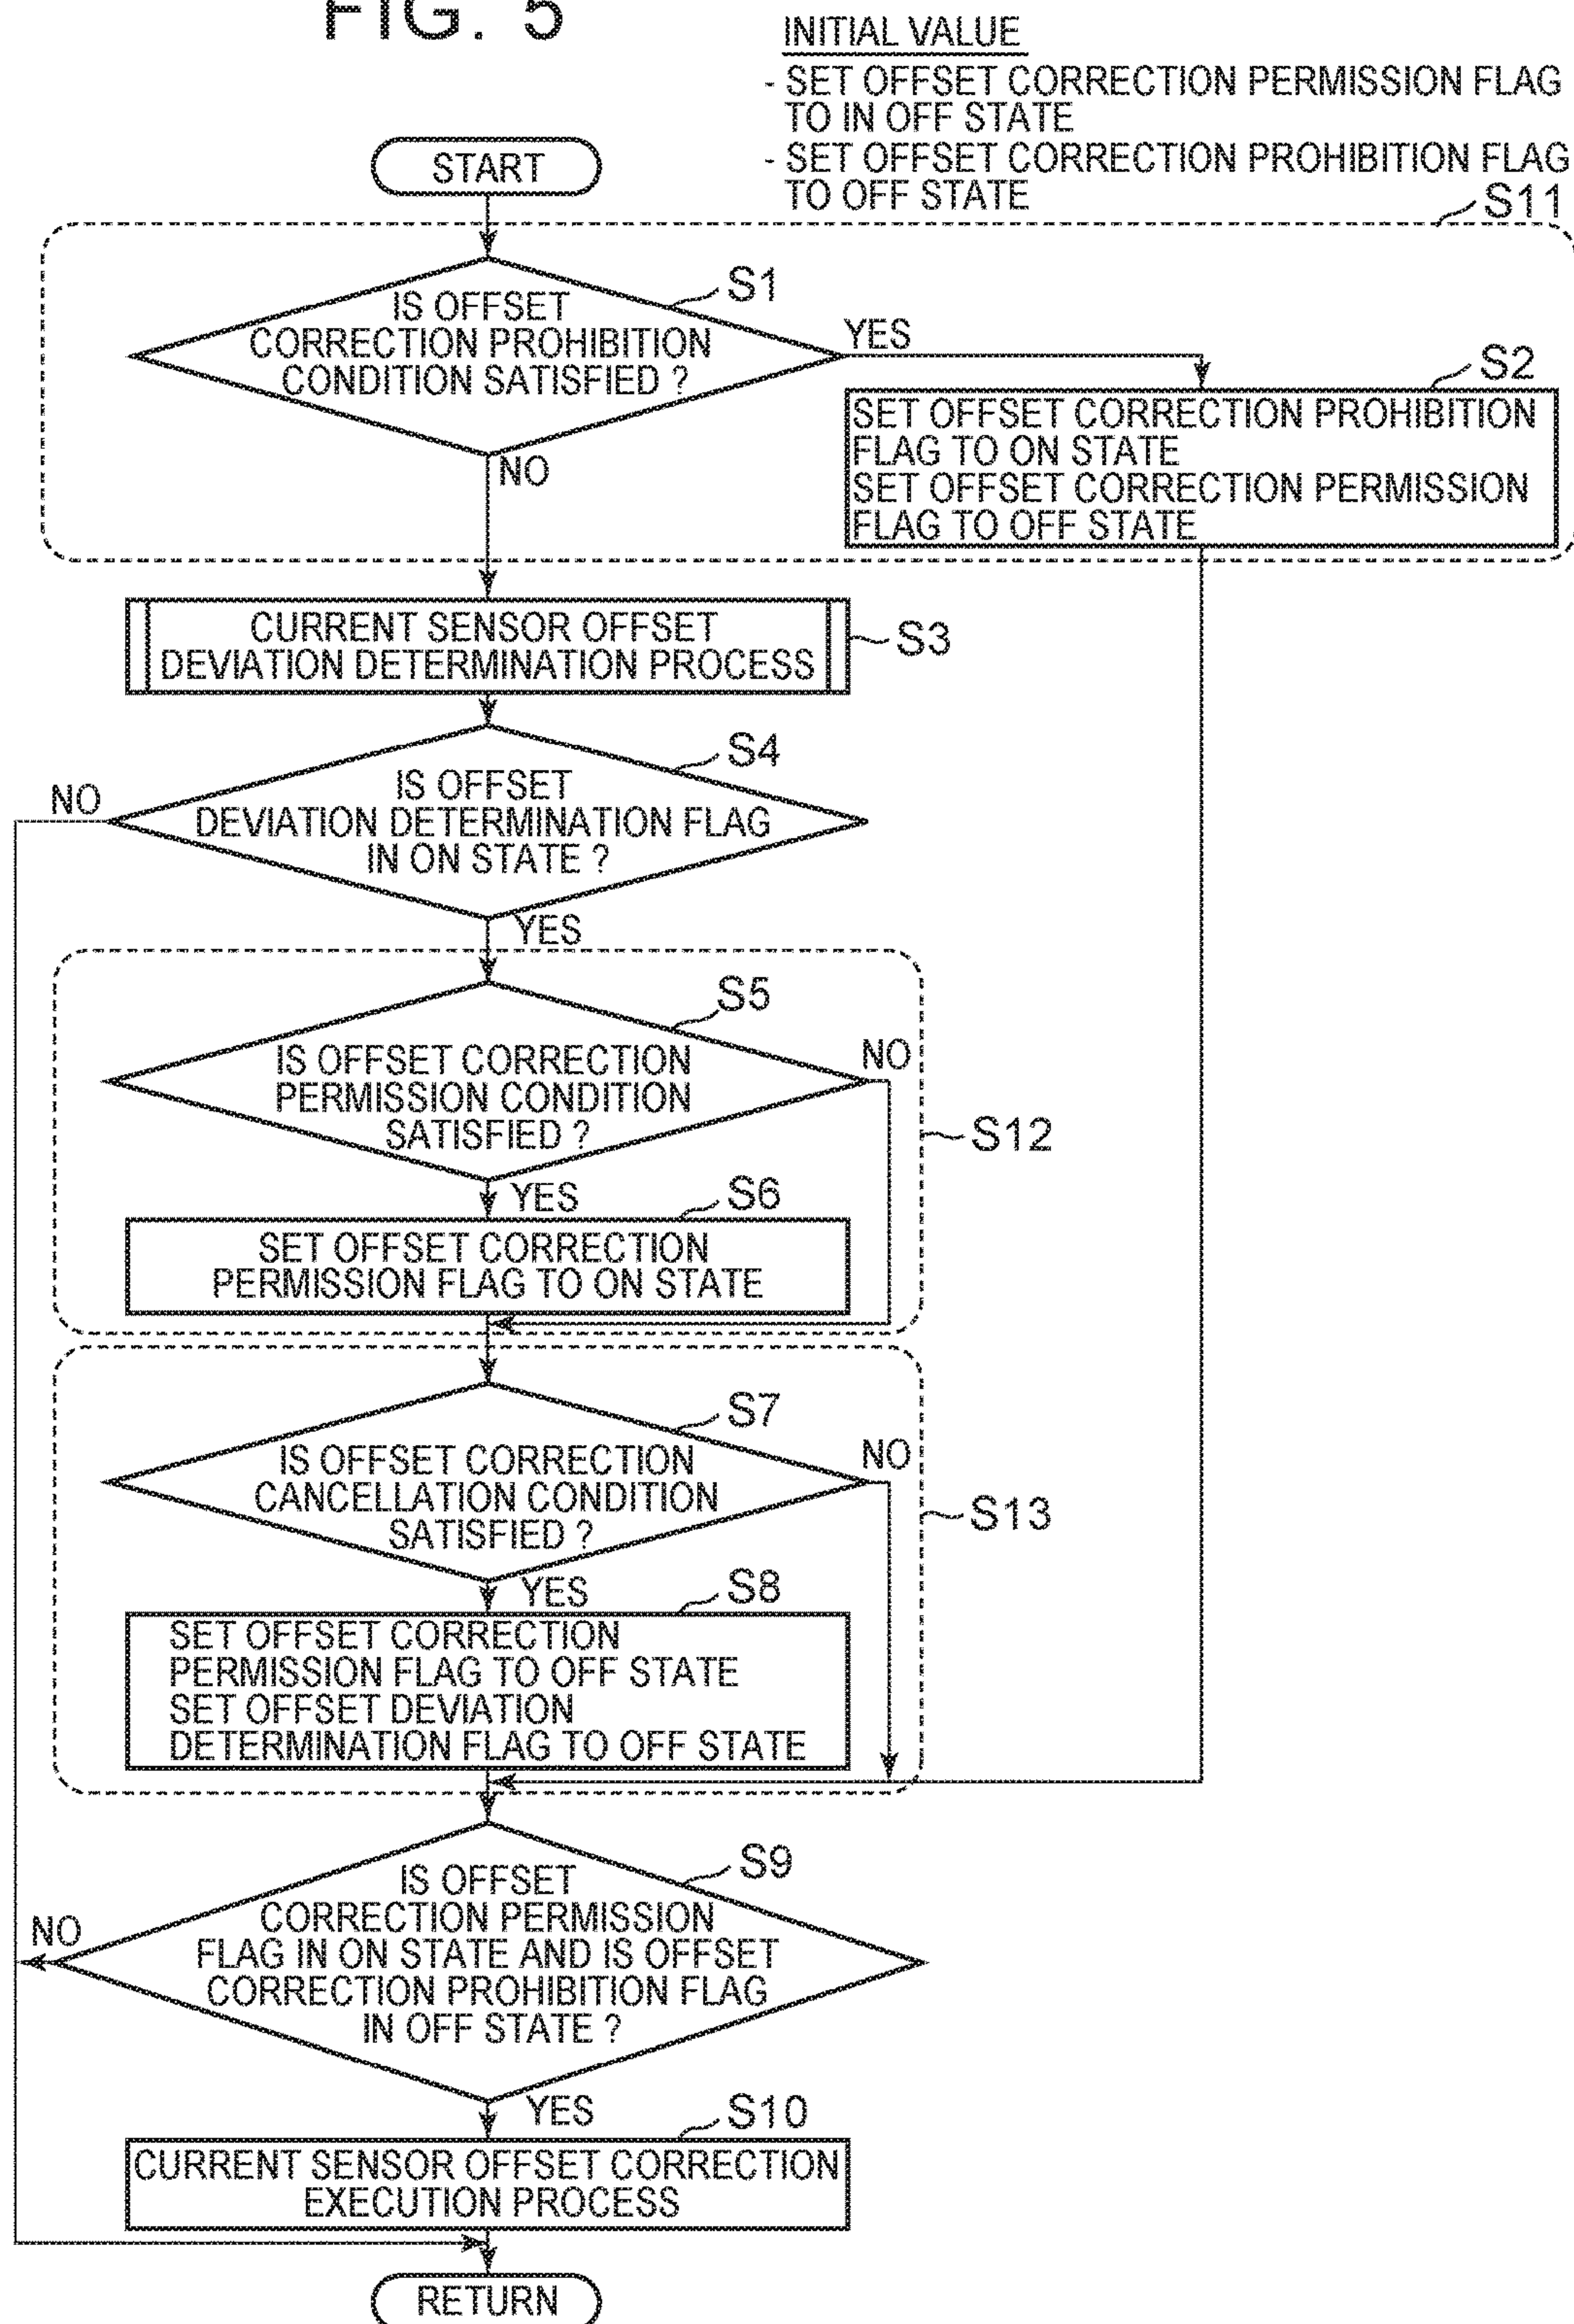 FIG. 5
INITIAL VALUE
- SET OFFSET CORRECTION PERMISSION FLAG
TO IN OFF STATE
- SET OFFSET CORRECTION PROHIBITION FLAG
TO OFF STATE
START
S11
S1
IS OFFSET
CORRECTION PROHIBITION
CONDITION SATISFIED ?
YES
NO
S2
SET OFFSET CORRECTION PROHIBITION
FLAG TO ON STATE
SET OFFSET CORRECTION PERMISSION
FLAG TO OFF STATE
CURRENT SENSOR OFFSET
DEVIATION DETERMINATION PROCESS
S3
S4
IS OFFSET
DEVIATION DETERMINATION FLAG
IN ON STATE ?
NO
YES
S5
IS OFFSET CORRECTION
PERMISSION CONDITION
SATISFIED ?
NO
S12
YES
S6
SET OFFSET CORRECTION
PERMISSION FLAG TO ON STATE
S7
IS OFFSET CORRECTION
CANCELLATION CONDITION
SATISFIED ?
NO
S13
YES
S8
SET OFFSET CORRECTION
PERMISSION FLAG TO OFF STATE
SET OFFSET DEVIATION
DETERMINATION FLAG TO OFF STATE
S9
IS OFFSET
CORRECTION PERMISSION
FLAG IN ON STATE AND IS OFFSET
CORRECTION PROHIBITION FLAG
IN OFF STATE ?
NO
YES
S10
CURRENT SENSOR OFFSET CORRECTION
EXECUTION PROCESS
RETURN